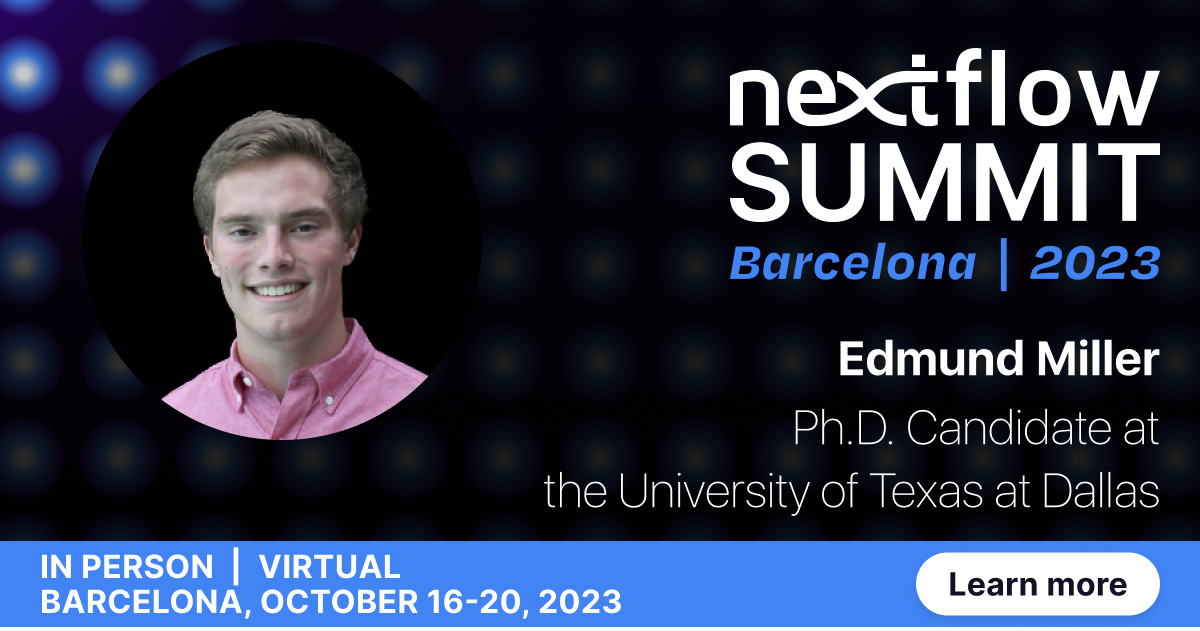 nextflow
SUMMIT
Barcelona | 2023
Edmund Miller
Ph.D. Candidate at
the University of Texas at Dallas
IN PERSON | VIRTUAL
BARCELONA, OCTOBER 16-20, 2023
Learn more